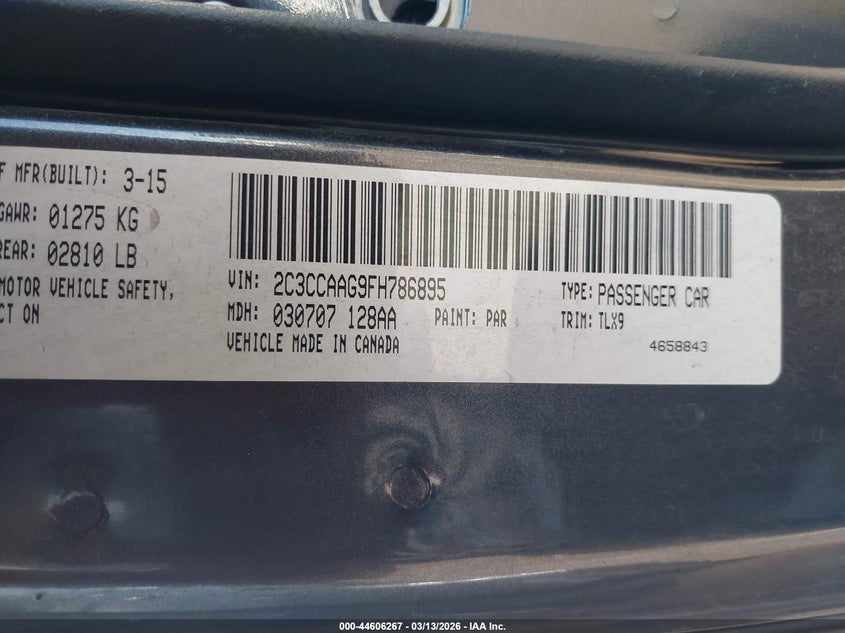 F MFR(BUILT): 3-15
GAWR: 01275 KG
REAR: 02810 LB
MOTOR VEHICLE SAFETY,
CT ON
VIN: 2C3CCAAG9FH786895 TYPE: PASSENGER CAR
MDH: 030707 128AA PAINT: PAR TRIM: TLX9
VEHICLE MADE IN CANADA 4658843
000-44606267 - 03/13/2026 - IAA Inc.